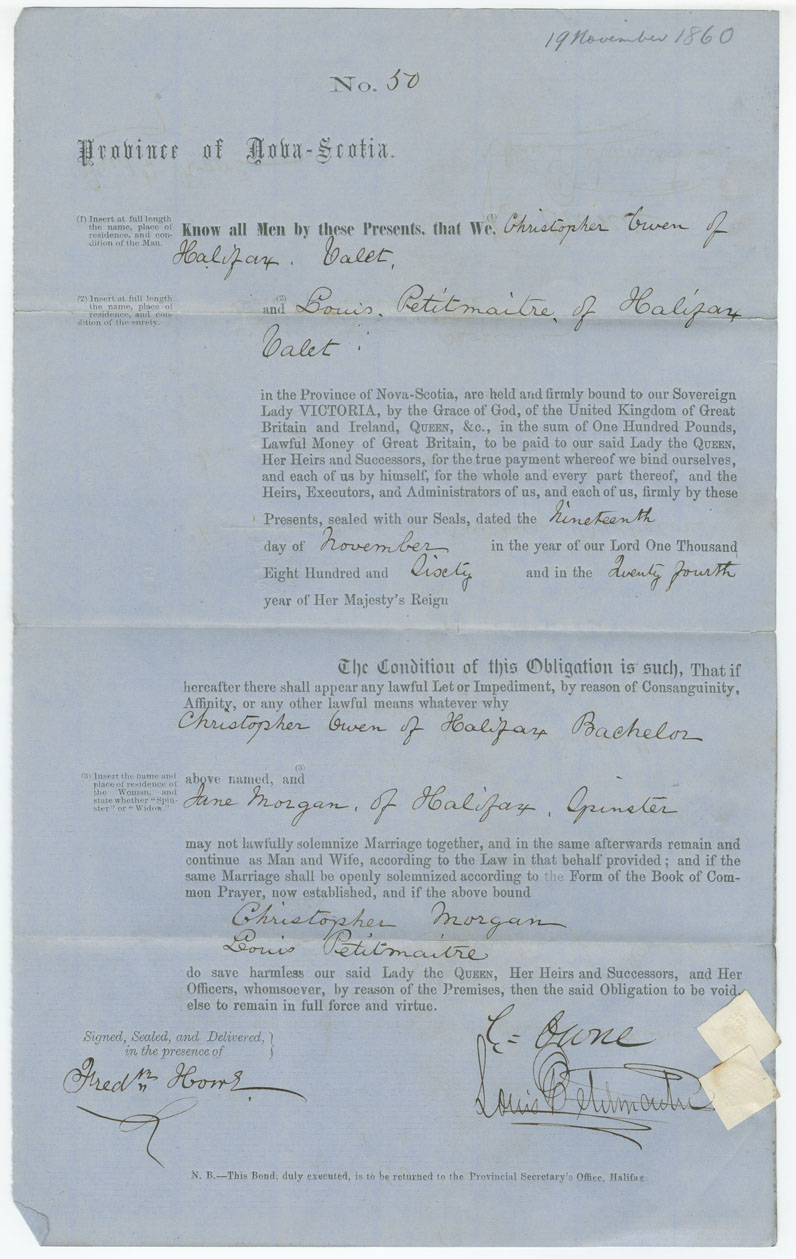 19 November 1860
No. 50
Province of Nova-Scotia.
(1) Insert at full length
the name, place of
residence, and con-
dition of the Man.
Know all Men by these Presents, that We, Christopher Owen of
Halifax. Valet,
(2) Insert at full length
the name, place of
residence, and con-
dition of the surety.
(2)
and Louis. Petitmaitre, of Halifax
Valet.
in the Province of Nova-Scotia, are held and firmly bound to our Sovereign
Lady VICTORIA, by the Grace of God, of the United Kingdom of Great
Britain and Ireland, QUEEN, &c., in the sum of One Hundred Pounds,
Lawful Money of Great Britain, to be paid to our said Lady the QUEEN,
Her Heirs and Successors, for the true payment whereof we bind ourselves,
and each of us by himself, for the whole and every part thereof, and the
Heirs, Executors, and Administrators of us, and each of us, firmly by these
Presents, sealed with our Seals, dated the Nineteenth
day of November in the year of our Lord One Thousand
Eight Hundred and Sixty and in the Twenty fourth
year of Her Majesty's Reign
The Condition of this Obligation is such, That if
hereafter there shall appear any lawful Let or Impediment, by reason of Consanguinity,
Affinity, or any other lawful means whatever why
Christopher Owen of Halifax Bachelor
(3) Insert the name and
place of residence of
the Woman, and
state whether "Spin-
ster" or "Widow."
(3)
above named, and
Jane Morgan, of Halifax, Spinster
may not lawfully solemnize Marriage together, and in the same afterwards remain and
continue as Man and Wife, according to the Law in that behalf provided; and if the
same Marriage shall be openly solemnized according to the Form of the Book of Com-
mon Prayer, now established, and if the above bound
Christopher Morgan
Louis Petitmaitre
do save harmless our said Lady the QUEEN, Her Heirs and Successors, and Her
Officers, whomsoever, by reason of the Premises, then the said Obligation to be void,
else to remain in full force and virtue.
Signed, Sealed, and Delivered,
in the presence of
C = Owne
Fredk Howe
Louis Petitmaitre
N. B.—This Bond, duly executed, is to be returned to the Provincial Secretary's Office, Halifax.